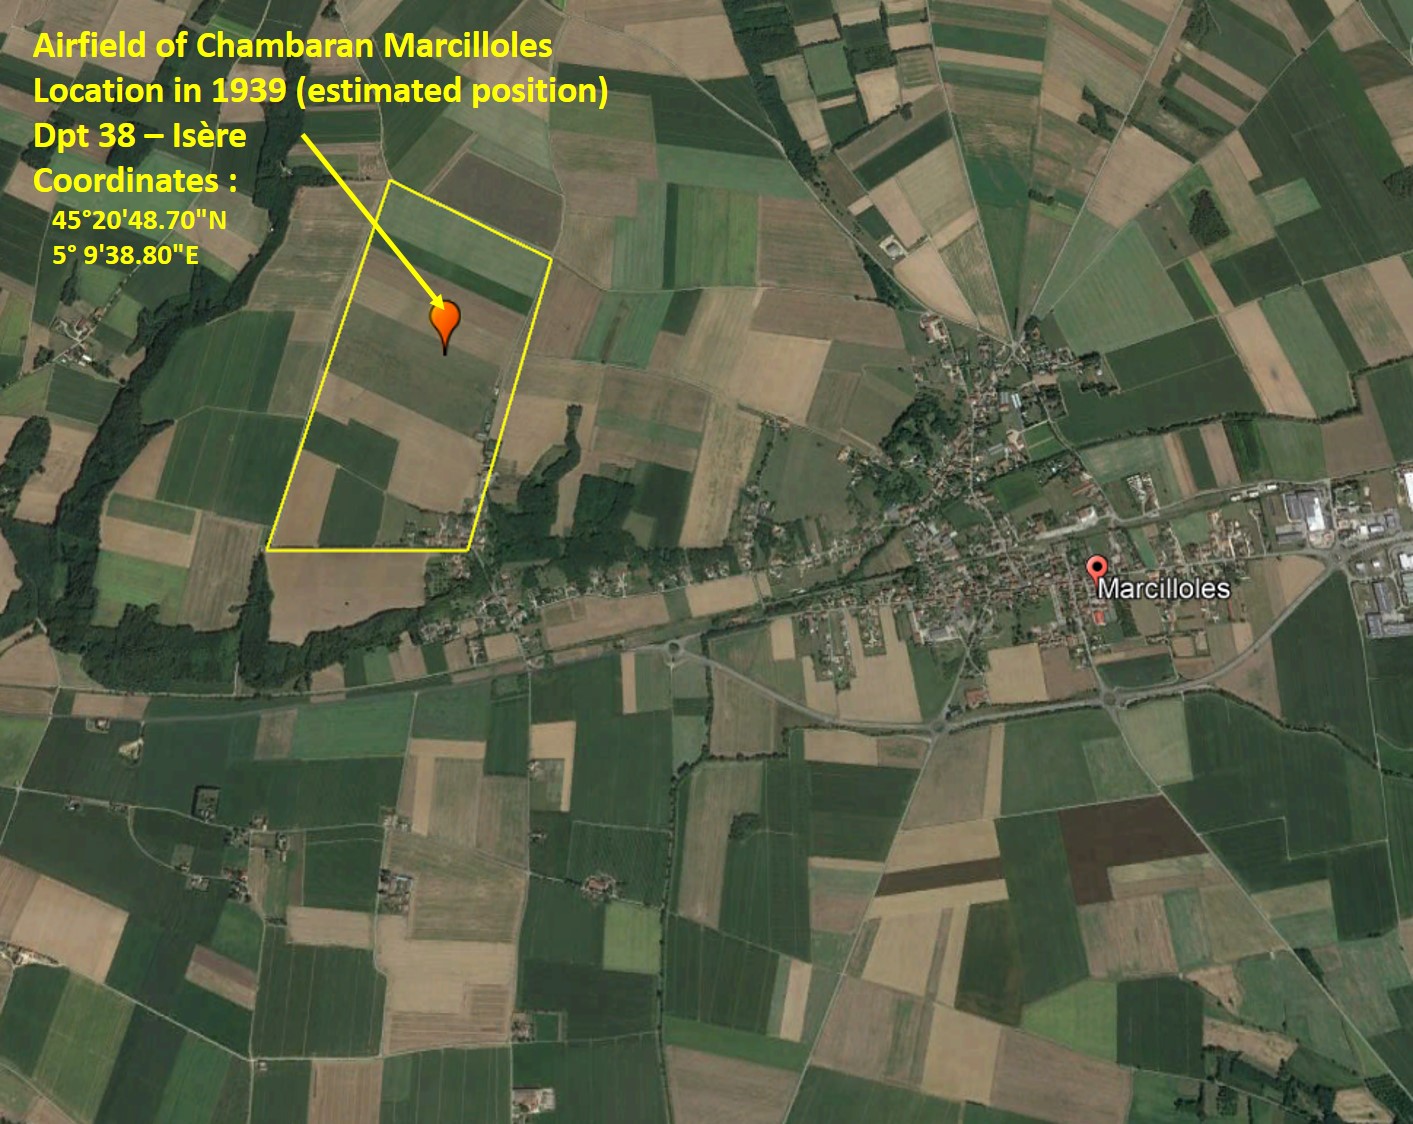 Airfield of Chambaran Marcilloles
Location in 1939 (estimated position)
Dpt 38 – Isère
Coordinates :
45°20'48.70"N
5° 9'38.80"E
Marcilloles